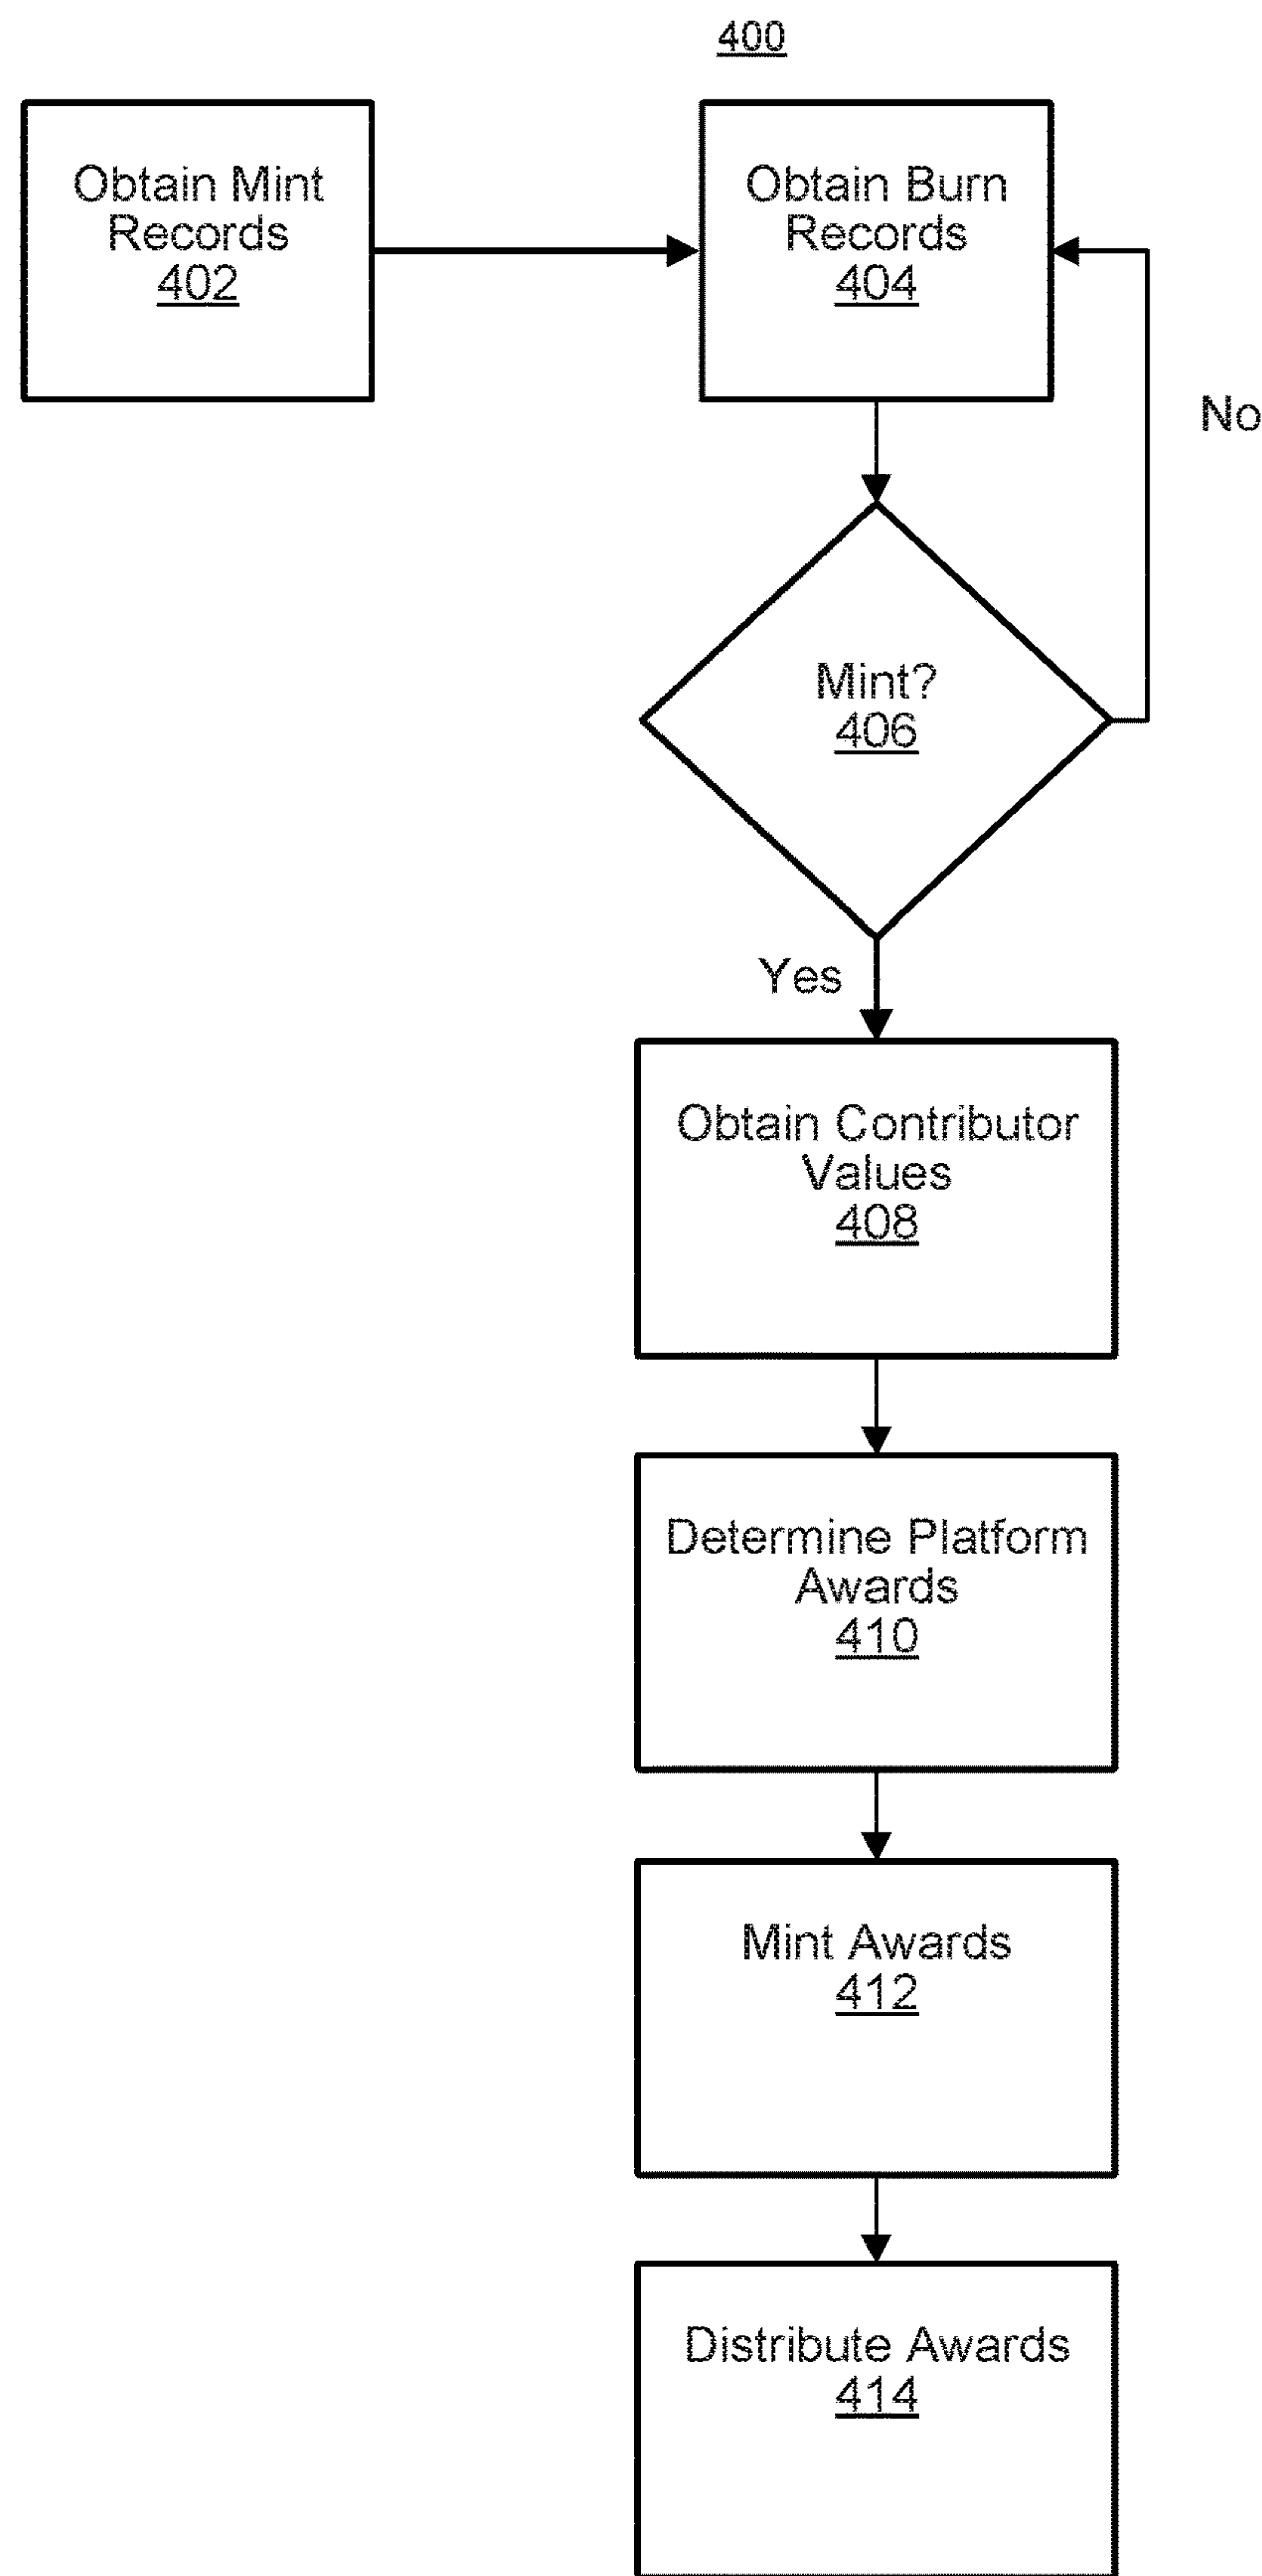 400
Obtain Mint
Records
402
Obtain Burn
Records
404
No
Mint?
406
Yes
Obtain Contributor
Values
408
Determine Platform
Awards
410
Mint Awards
412
Distribute Awards
414